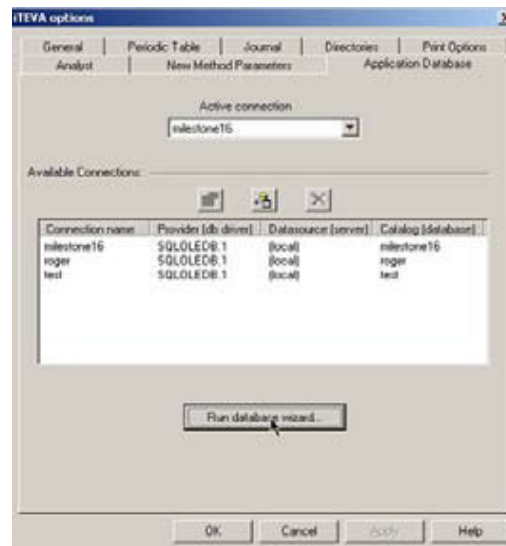 iTEVA options
General Periodic Table Journal Directories Print Options
Analyst New Method Parameters Application Database
Active connection
milestone16
Available Connections:
Connection name Provider (db driver) Datasource (server) Catalog (database)
milestone16 SQLOLEDB.1 (local) milestone16
roger SQLOLEDB.1 (local) roger
test SQLOLEDB.1 (local) test
Run database wizard...
OK Cancel Apply Help